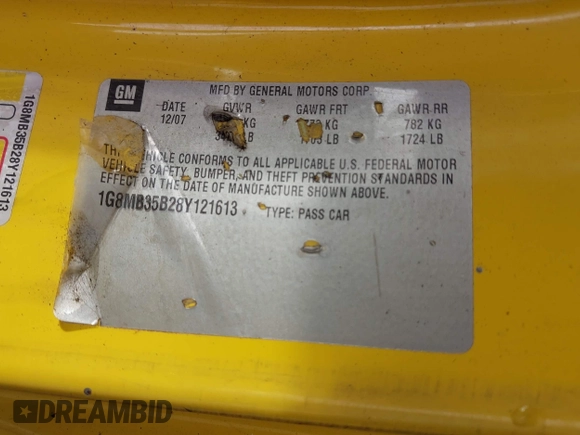 GM
MFD BY GENERAL MOTORS CORP
DATE GVWR GAWR FRT GAWR RR
12/07 KG KG 782 KG
LB LB 1724 LB
THIS VEHICLE CONFORMS TO ALL APPLICABLE U.S. FEDERAL MOTOR
VEHICLE SAFETY, BUMPER, AND THEFT PREVENTION STANDARDS IN
EFFECT ON THE DATE OF MANUFACTURE SHOWN ABOVE.
1G8MB35B28Y121613 TYPE: PASS CAR
1G8MB35B28Y121613
DREAMBID